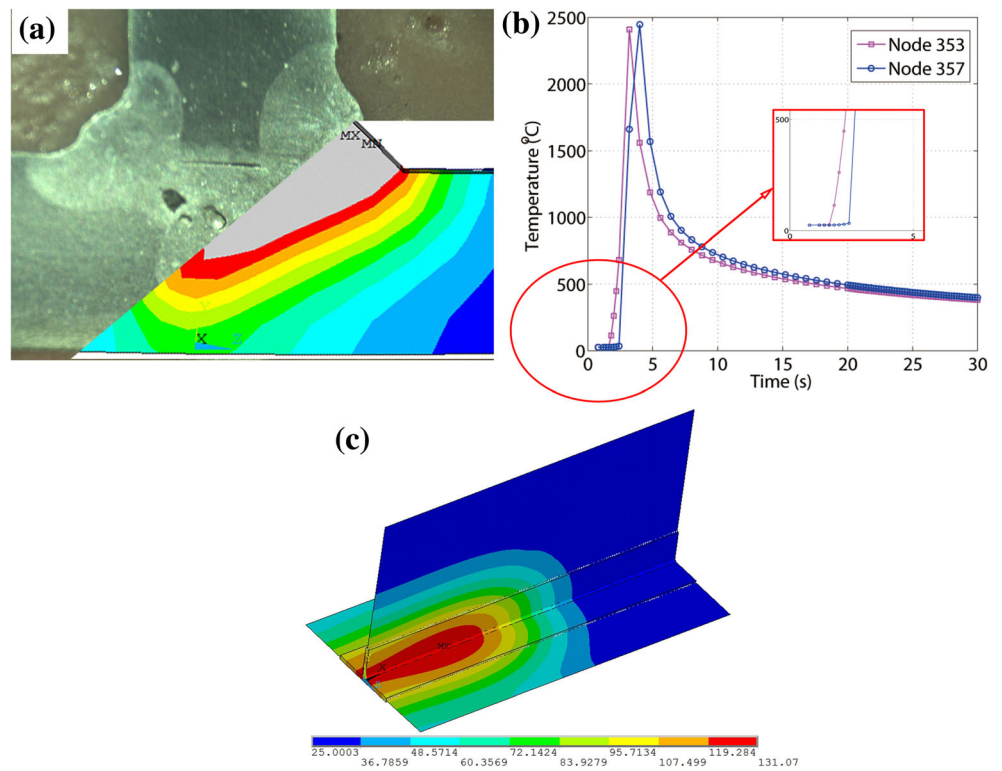 (a)
MX
MN
Y
X
Z
(b)
2500
2000
1500
1000
500
0
Temperature (⁰C)
0 5 10 15 20 25 30
Time (s)
Node 353
Node 357
500
0
0 5
(c)
MX
X
25.0003 48.5714 72.1424 95.7134 119.284
36.7859 60.3569 83.9279 107.499 131.07